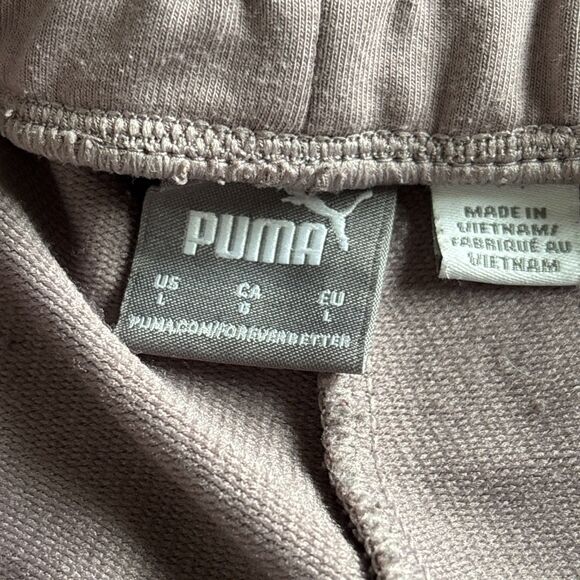 PUMA
US CA EU
L G L
PUMA.COM/FOREVERBETTER
MADE IN
VIETNAM/
FABRIQUÉ AU
VIETNAM